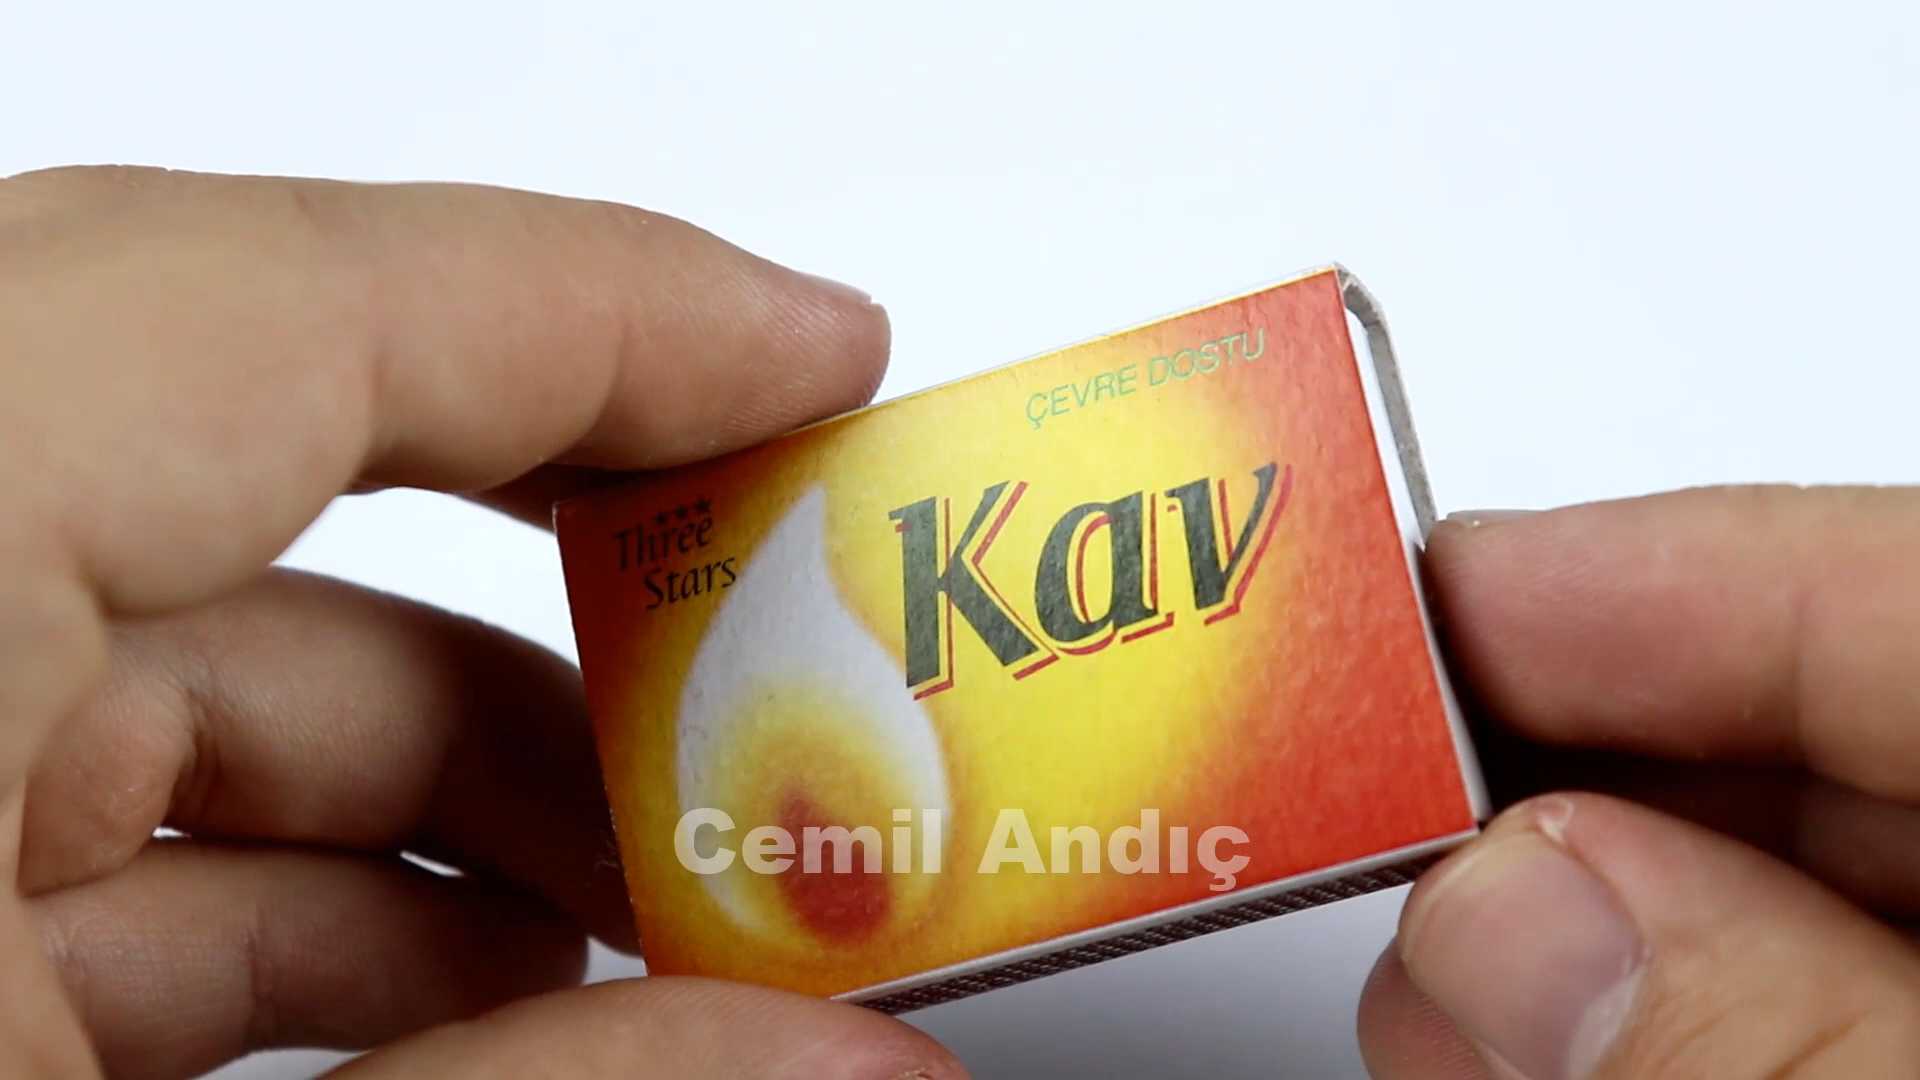 ÇEVRE DOSTU
Three
Stars
Kav
Cemil Andıç